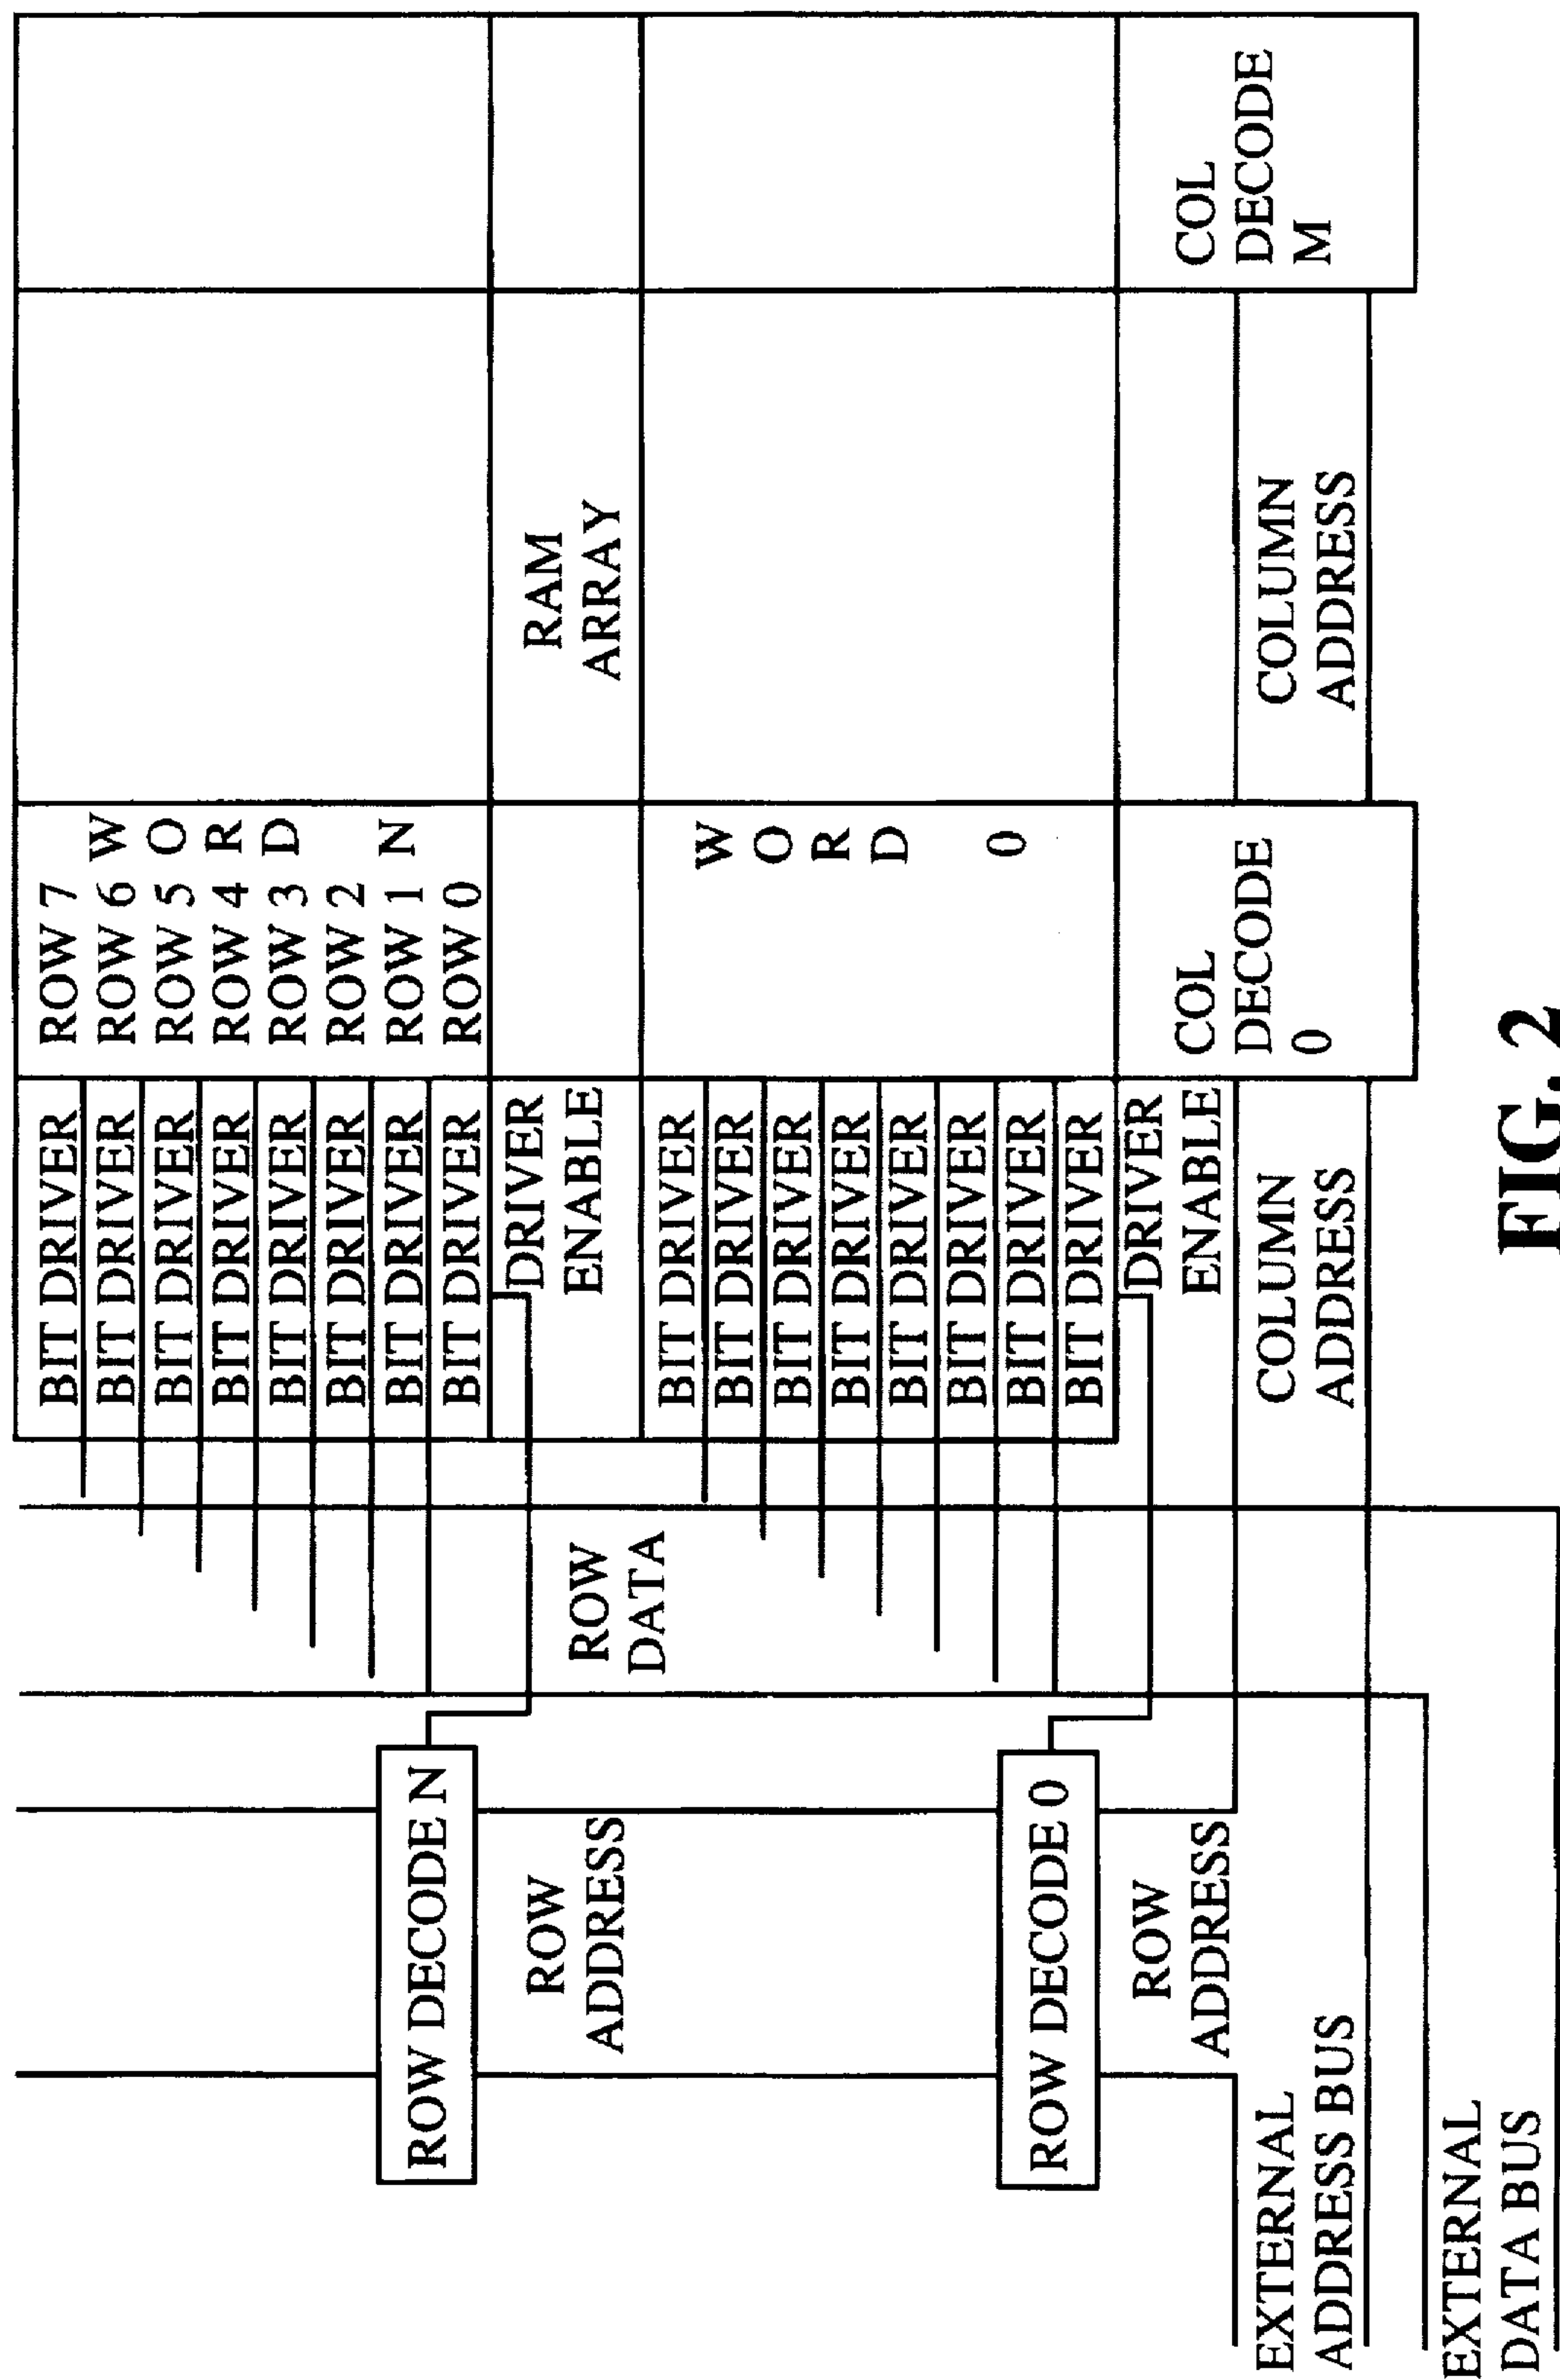 BIT DRIVER ROW 7
BIT DRIVER ROW 6 W
BIT DRIVER ROW 5 O
BIT DRIVER ROW 4 R
BIT DRIVER ROW 3 D
BIT DRIVER ROW 2
BIT DRIVER ROW 1 N
BIT DRIVER ROW 0
ROW DECODE N
DRIVER
ENABLE
RAM
ARRAY
ROW
ADDRESS
ROW
DATA
BIT DRIVER
BIT DRIVER W
BIT DRIVER O
BIT DRIVER R
BIT DRIVER D
BIT DRIVER
BIT DRIVER 0
BIT DRIVER
ROW DECODE 0
DRIVER
ENABLE
ROW
ADDRESS
COL
DECODE
0
COL
DECODE
M
EXTERNAL
ADDRESS BUS
COLUMN
ADDRESS
COLUMN
ADDRESS
EXTERNAL
DATA BUS
FIG. 2